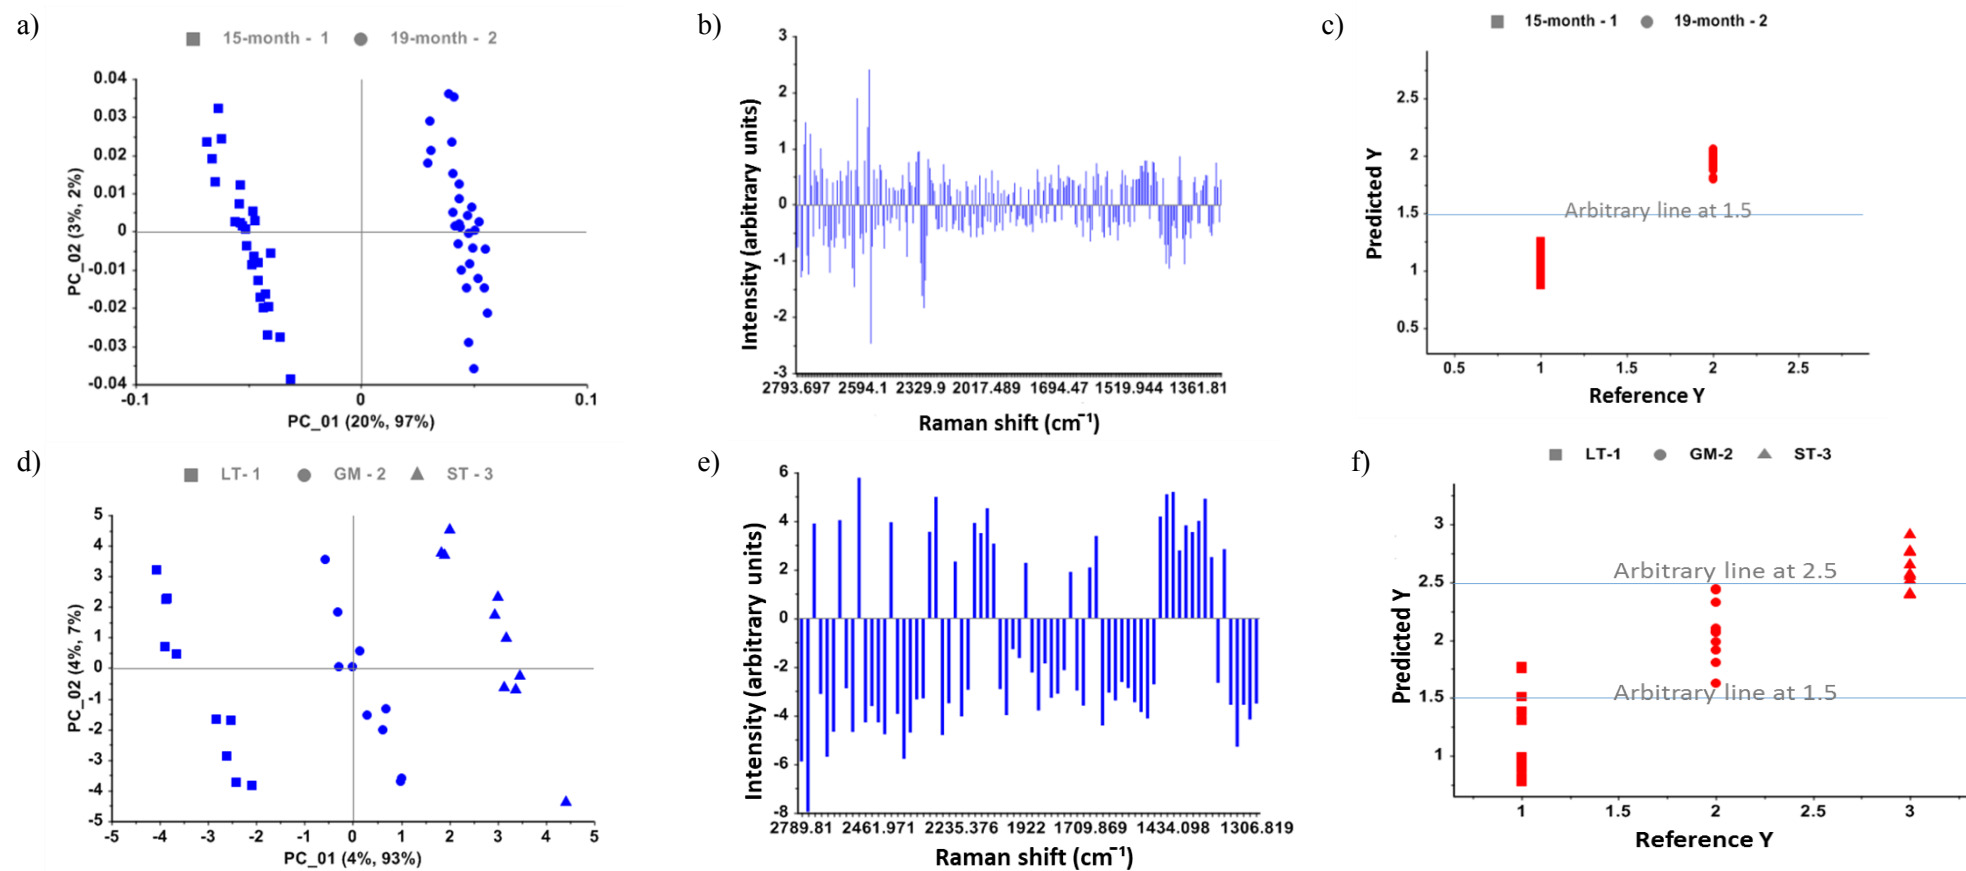 a)
15-month - 1 19-month - 2
0.04
0.03
0.02
0.01
0
-0.01
-0.02
-0.03
-0.04
-0.1 0 0.1
PC_02 (3%, 2%)
PC_01 (20%, 97%)
b)
3
2
1
0
-1
-2
-3
2793.697 2594.1 2329.9 2017.489 1694.47 1519.944 1361.81
Intensity (arbitrary units)
Raman shift (cm⁻¹)
c)
15-month - 1 19-month - 2
2.5
2
1.5
1
0.5
Arbitrary line at 1.5
0.5 1 1.5 2 2.5
Predicted Y
Reference Y
d)
LT- 1 GM - 2 ST - 3
5
4
3
2
1
0
-1
-2
-3
-4
-5
-5 -4 -3 -2 -1 0 1 2 3 4 5
PC_02 (4%, 7%)
PC_01 (4%, 93%)
e)
6
4
2
0
-2
-4
-6
-8
2789.81 2461.971 2235.376 1922 1709.869 1434.098 1306.819
Intensity (arbitrary units)
Raman shift (cm⁻¹)
f)
LT-1 GM-2 ST-3
3
2.5
2
1.5
1
Arbitrary line at 2.5
Arbitrary line at 1.5
1 1.5 2 2.5 3
Predicted Y
Reference Y